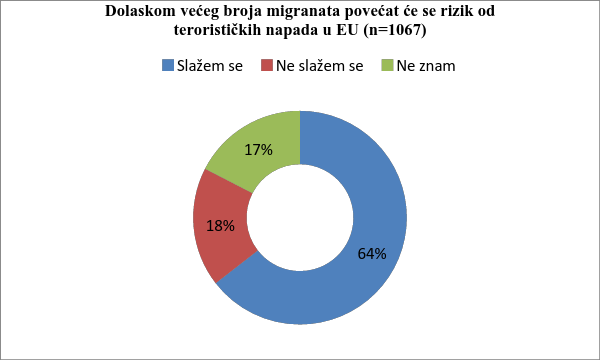 Dolaskom većeg broja migranata povećat će se rizik od
terorističkih napada u EU (n=1067)
Slažem se Ne slažem se Ne znam
17%
18%
64%